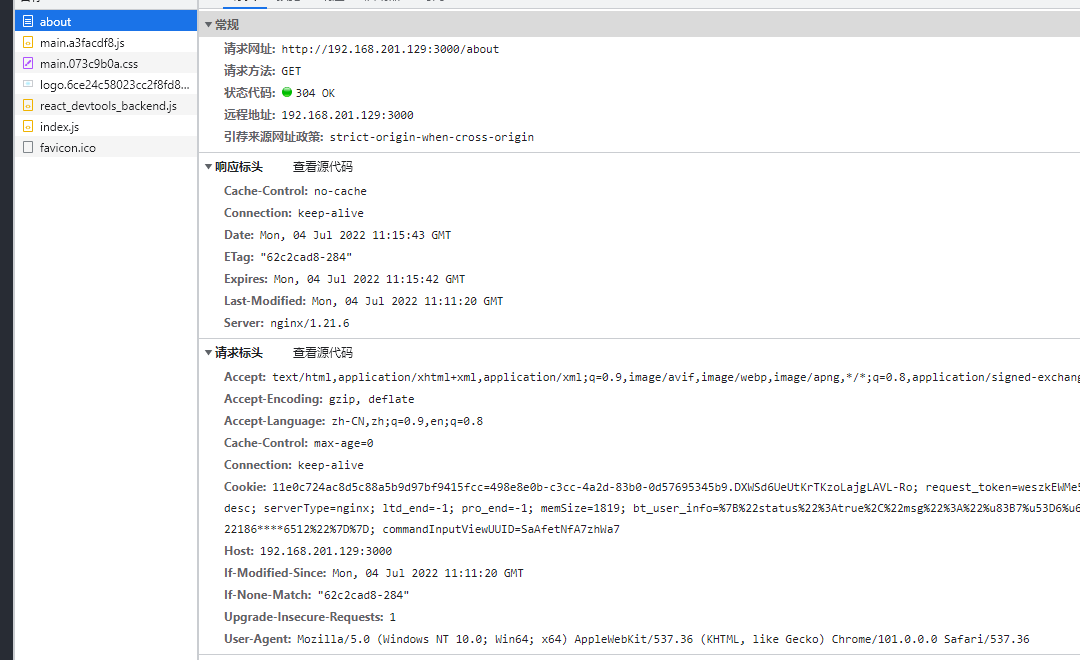 about
main.a3facdf8.js
main.073c9b0a.css
logo.6ce24c58023cc2f8fd8...
react_devtools_backend.js
index.js
favicon.ico
常规
请求网址: http://192.168.201.129:3000/about
请求方法: GET
状态代码: 304 OK
远程地址: 192.168.201.129:3000
引荐来源网址政策: strict-origin-when-cross-origin
响应标头 查看源代码
Cache-Control: no-cache
Connection: keep-alive
Date: Mon, 04 Jul 2022 11:15:43 GMT
ETag: "62c2cad8-284"
Expires: Mon, 04 Jul 2022 11:15:42 GMT
Last-Modified: Mon, 04 Jul 2022 11:11:20 GMT
Server: nginx/1.21.6
请求标头 查看源代码
Accept: text/html,application/xhtml+xml,application/xml;q=0.9,image/avif,image/webp,image/apng,*/*;q=0.8,application/signed-exchang
Accept-Encoding: gzip, deflate
Accept-Language: zh-CN,zh;q=0.9,en;q=0.8
Cache-Control: max-age=0
Connection: keep-alive
Cookie: 11e0c724ac8d5c88a5b9d97bf9415fcc=498e8e0b-c3cc-4a2d-83b0-0d57695345b9.DXWSd6UeUtKrTKzoLajgLAVL-Ro; request_token=weszkEWMe5
desc; serverType=nginx; ltd_end=-1; pro_end=-1; memSize=1819; bt_user_info=%7B%22status%22%3Atrue%2C%22msg%22%3A%22%u83B7%u53D6%u6
22186****6512%22%7D%7D; commandInputViewUUID=SaAfetNfA7zhWa7
Host: 192.168.201.129:3000
If-Modified-Since: Mon, 04 Jul 2022 11:11:20 GMT
If-None-Match: "62c2cad8-284"
Upgrade-Insecure-Requests: 1
User-Agent: Mozilla/5.0 (Windows NT 10.0; Win64; x64) AppleWebKit/537.36 (KHTML, like Gecko) Chrome/101.0.0.0 Safari/537.36